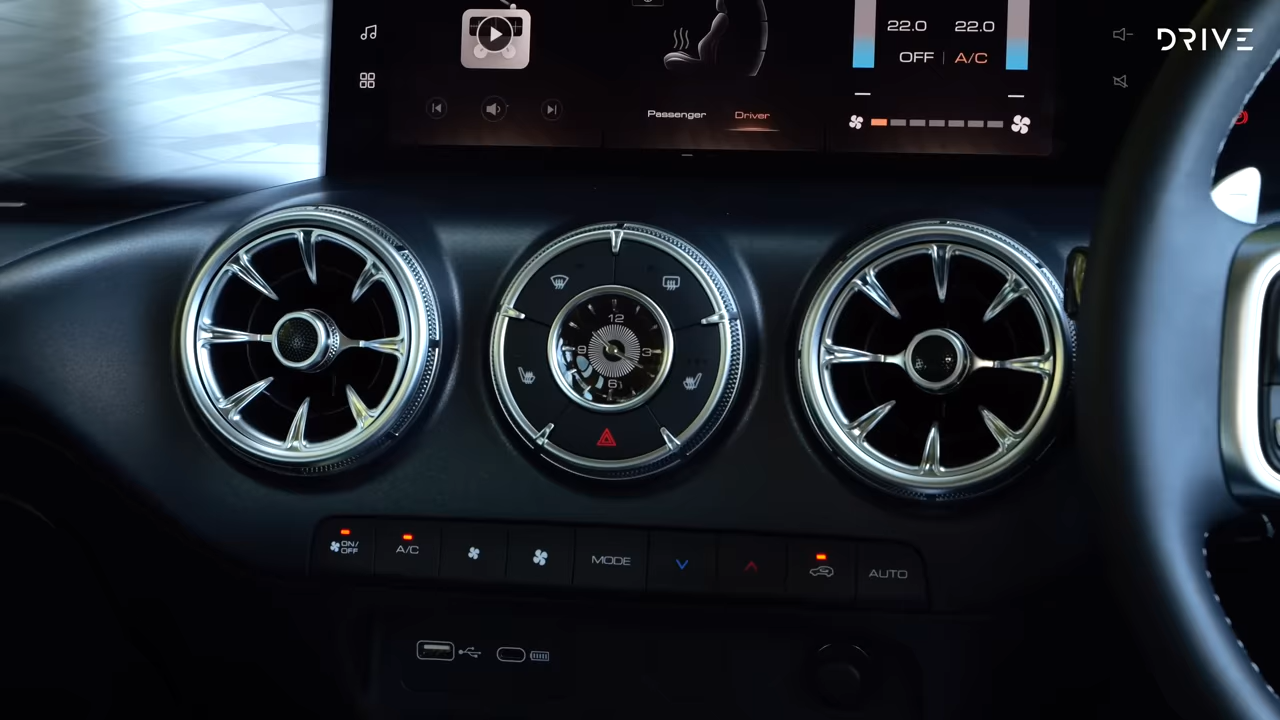 DRIVE
22.0 22.0
OFF | A/C
Passenger Driver
12
9 3
6
ON/
OFF
A/C
MODE
AUTO